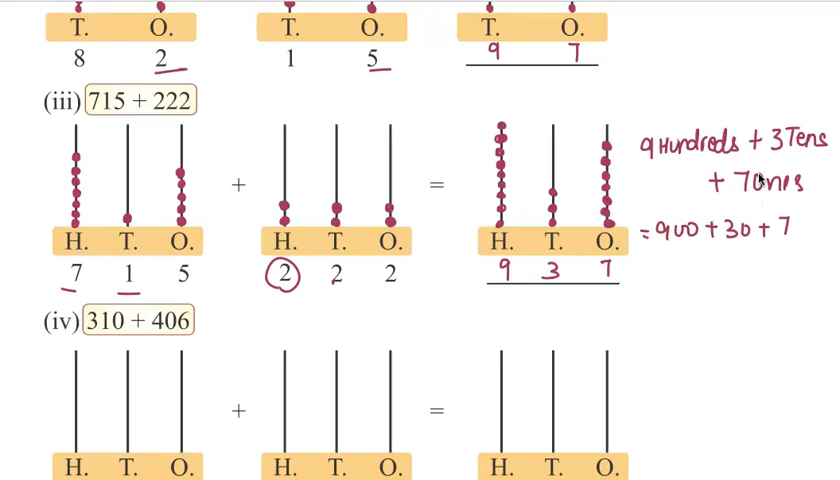 T. O. T. O. T. O.
8 2 1 5 9 7
(iii) 715 + 222
9 Hundreds + 3 Tens
+ 7 Ones
+ =
= 900 + 30 + 7
H. T. O. H. T. O. H. T. O.
7 1 5 2 2 2 9 3 7
(iv) 310 + 406
+ =
H. T. O. H. T. O. H. T. O.